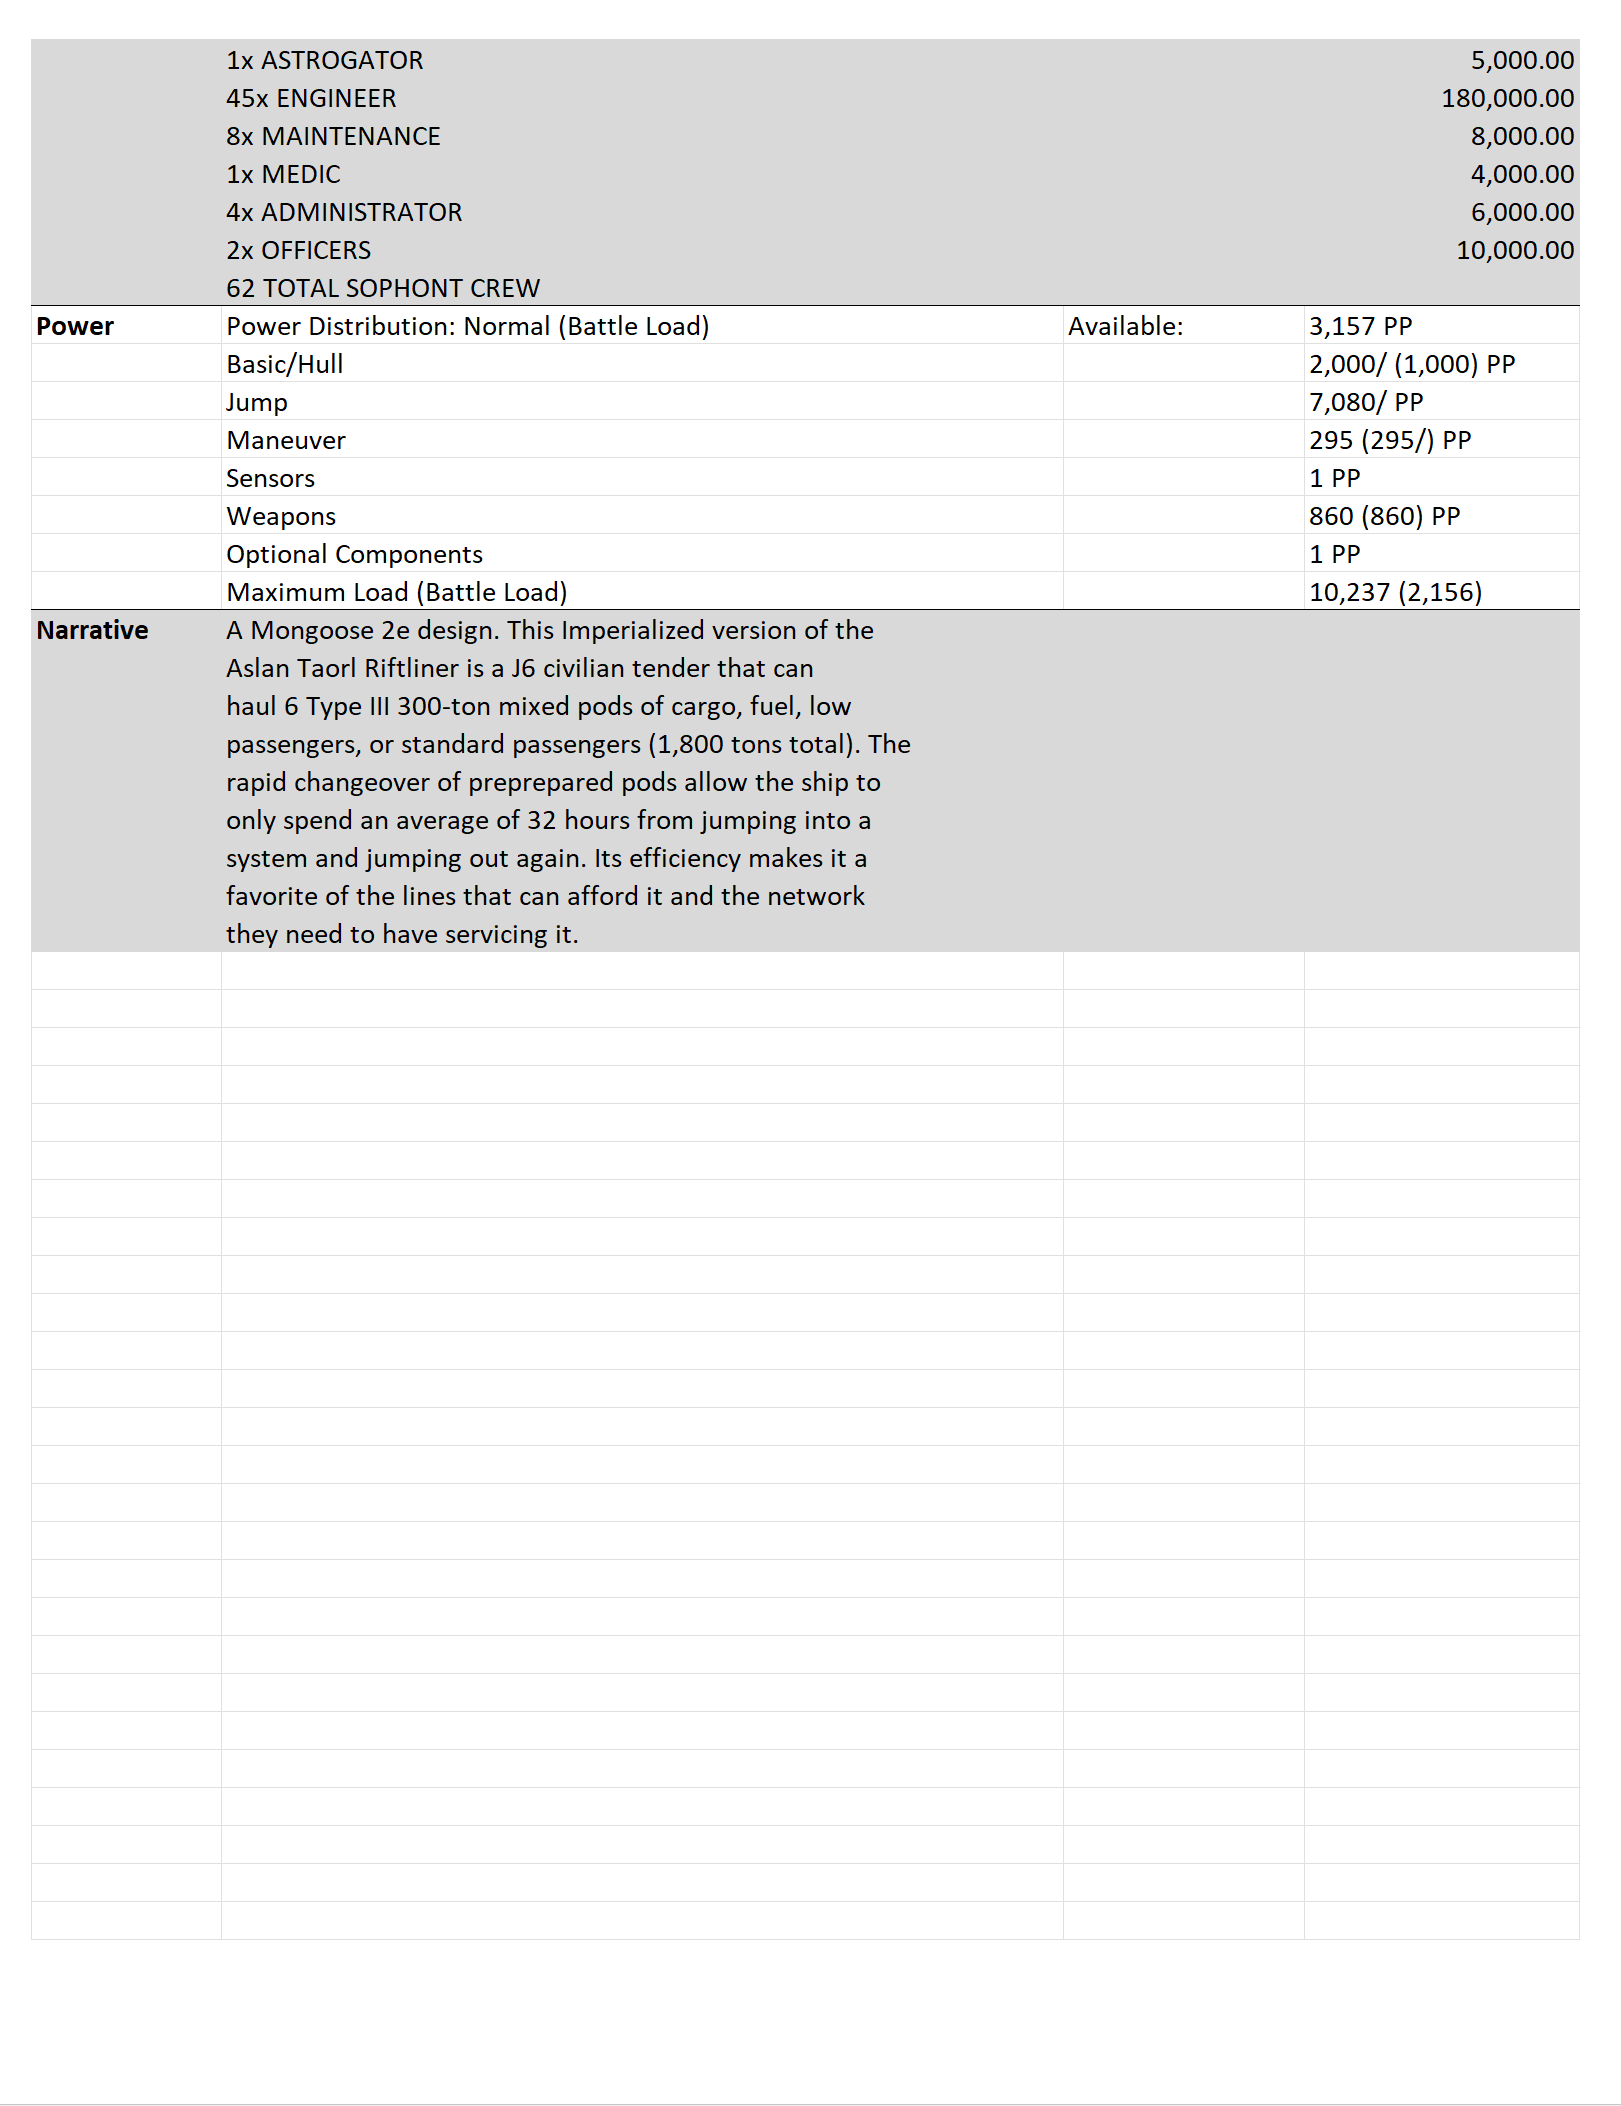 1x ASTROGATOR 5,000.00
45x ENGINEER 180,000.00
8x MAINTENANCE 8,000.00
1x MEDIC 4,000.00
4x ADMINISTRATOR 6,000.00
2x OFFICERS 10,000.00
62 TOTAL SOPHONT CREW
Power Power Distribution: Normal (Battle Load) Available: 3,157 PP
Basic/Hull 2,000/ (1,000) PP
Jump 7,080/ PP
Maneuver 295 (295/) PP
Sensors 1 PP
Weapons 860 (860) PP
Optional Components 1 PP
Maximum Load (Battle Load) 10,237 (2,156)
Narrative A Mongoose 2e design. This Imperialized version of the
Aslan Taorl Riftliner is a J6 civilian tender that can
haul 6 Type III 300-ton mixed pods of cargo, fuel, low
passengers, or standard passengers (1,800 tons total). The
rapid changeover of preprepared pods allow the ship to
only spend an average of 32 hours from jumping into a
system and jumping out again. Its efficiency makes it a
favorite of the lines that can afford it and the network
they need to have servicing it.